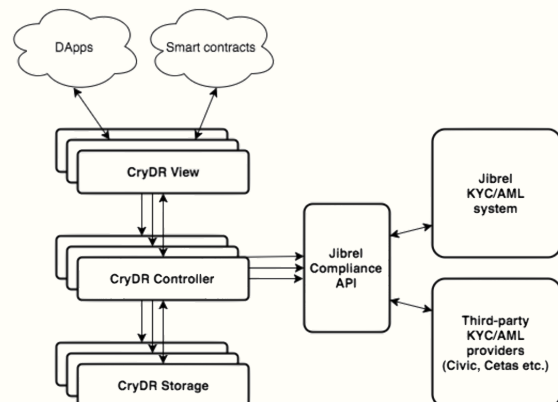 DApps
Smart contracts
CryDR View
CryDR Controller
CryDR Storage
Jibrel
Compliance
API
Jibrel
KYC/AML
system
Third-party
KYC/AML
providers
(Civic, Cetas etc.)